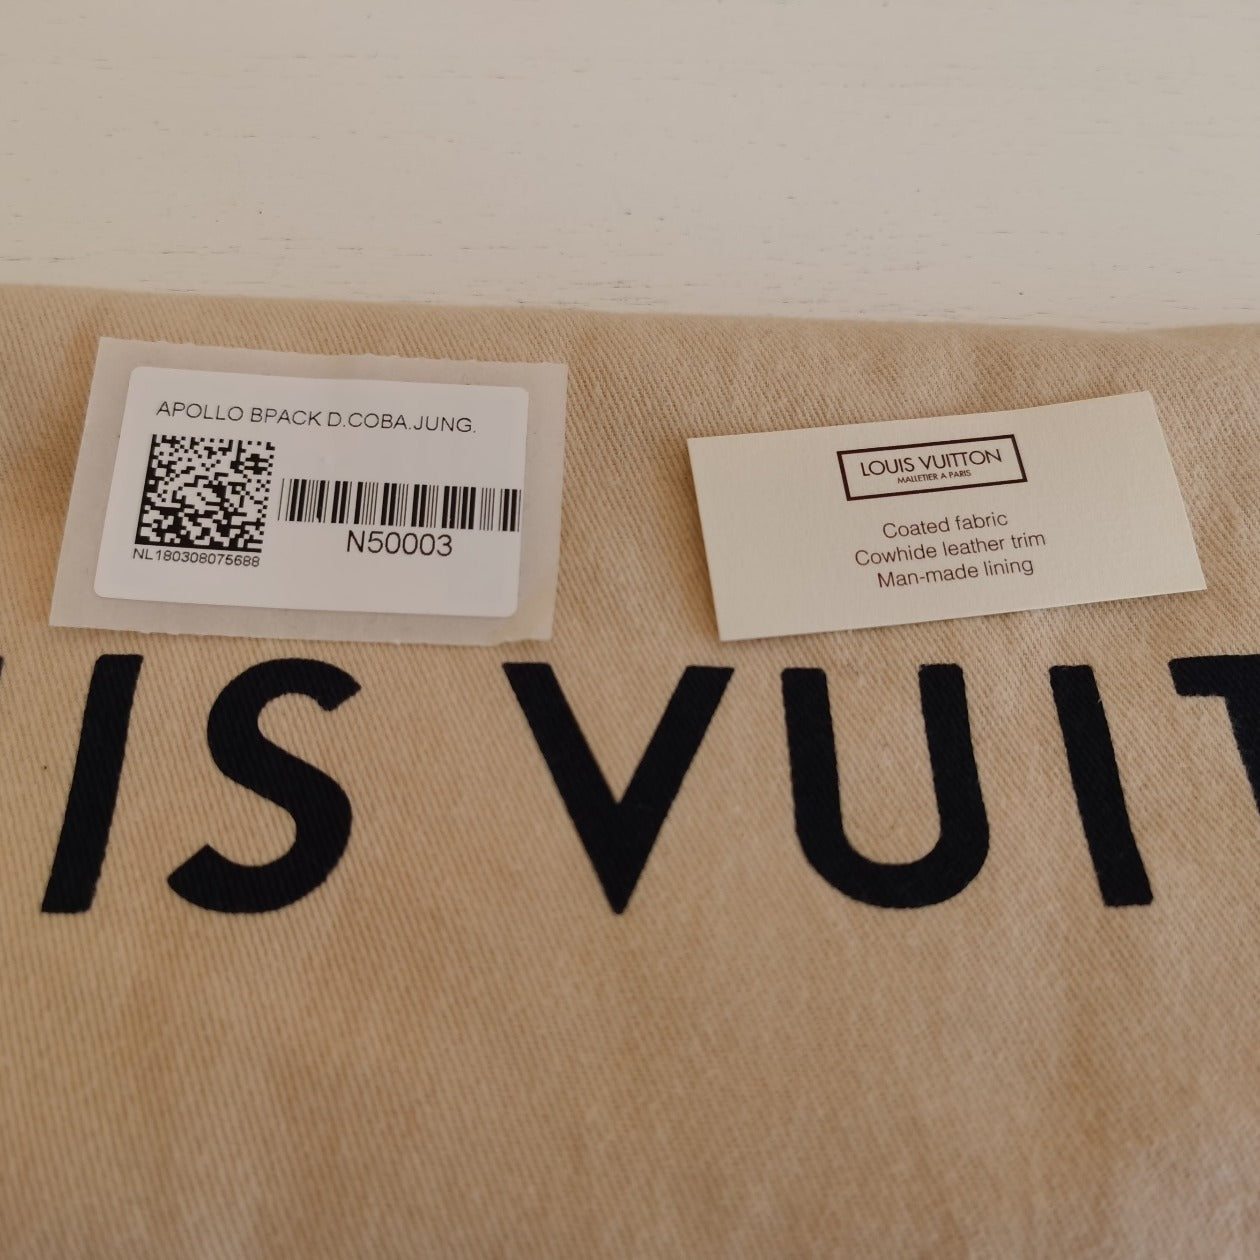 APOLLO BPACK D.COBA.JUNG.
NL180308075688
N50003
LOUIS VUITTON
MALLETIER A PARIS
Coated fabric
Cowhide leather trim
Man-made lining
IS VUIT